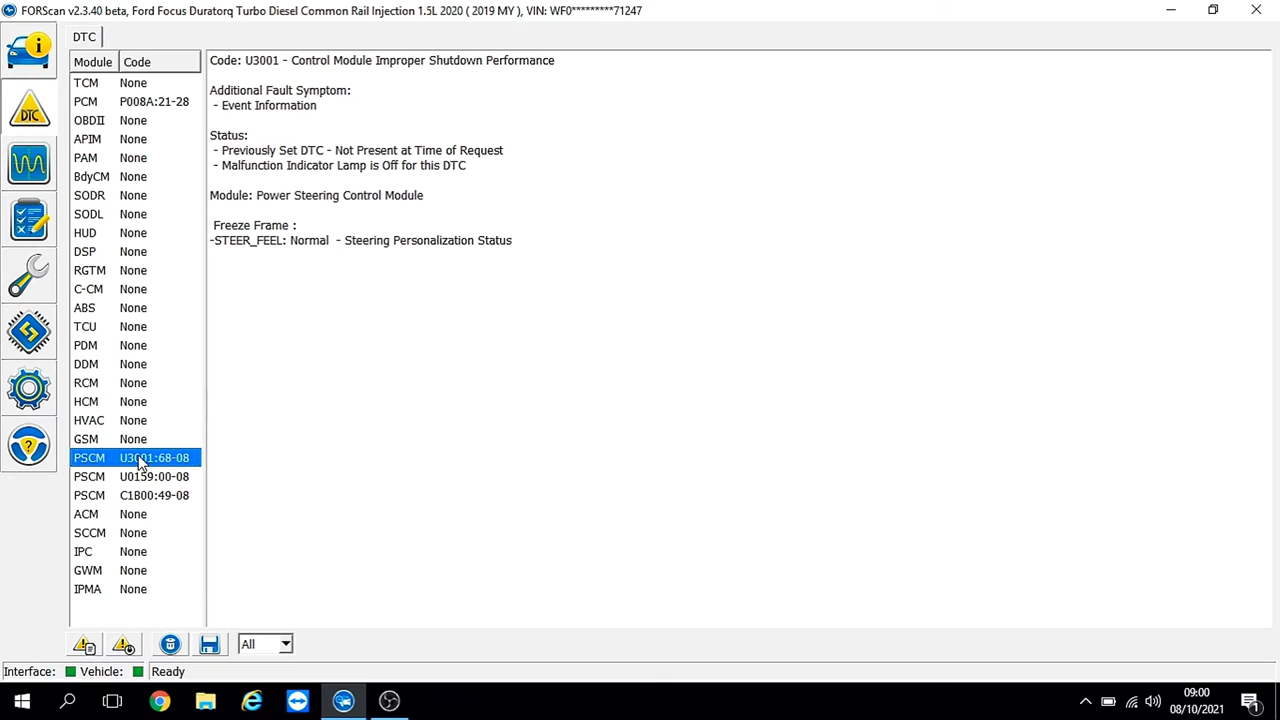 FORScan v2.3.40 beta, Ford Focus Duratorq Turbo Diesel Common Rail Injection 1.5L 2020 ( 2019 MY ), VIN: WF0*********71247
DTC
Module Code
TCM None
PCM P008A:21-28
OBDII None
APIM None
PAM None
BdyCM None
SODR None
SODL None
HUD None
DSP None
RGTM None
C-CM None
ABS None
TCU None
PDM None
DDM None
RCM None
HCM None
HVAC None
GSM None
PSCM U3001:68-08
PSCM U0159:00-08
PSCM C1B00:49-08
ACM None
SCCM None
IPC None
GWM None
IPMA None
Code: U3001 - Control Module Improper Shutdown Performance
Additional Fault Symptom:
- Event Information
Status:
- Previously Set DTC - Not Present at Time of Request
- Malfunction Indicator Lamp is Off for this DTC
Module: Power Steering Control Module
Freeze Frame :
-STEER_FEEL: Normal - Steering Personalization Status
DTC
All
Interface: Vehicle: Ready
09:00
08/10/2021
1